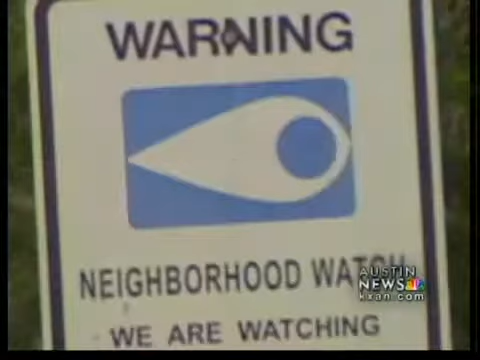 WARNING
NEIGHBORHOOD WATCH
WE ARE WATCHING
AUSTIN
NEWS
kxan.com